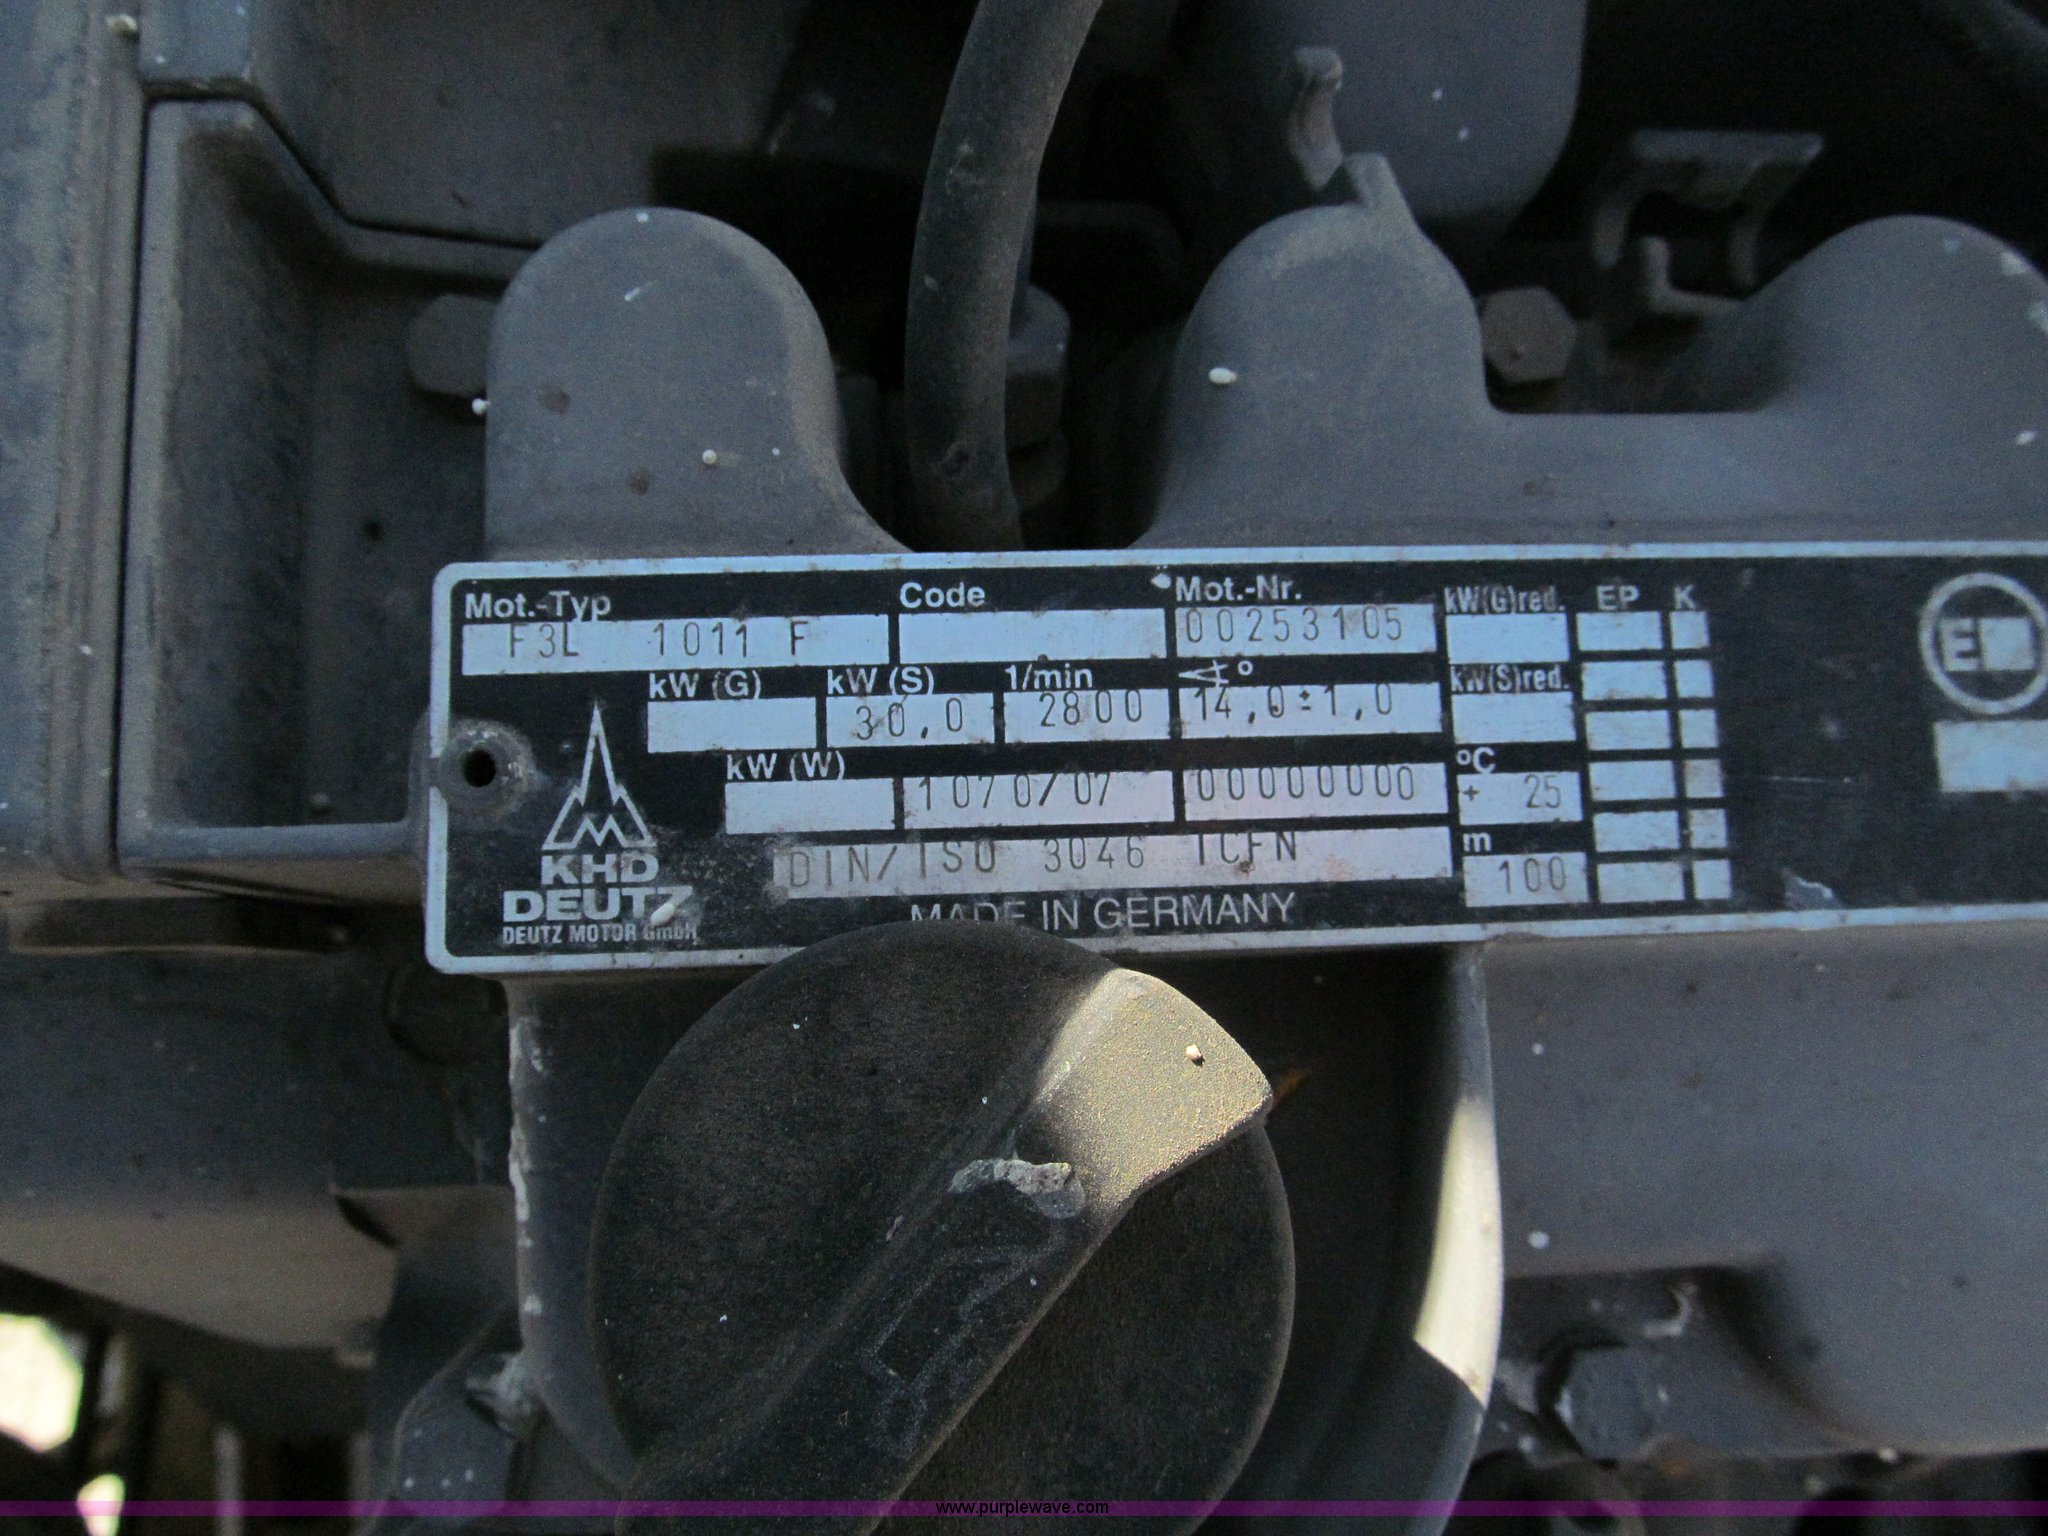 Mot.-Typ Code Mot.-Nr. kW(G)red. EP K
F3L 1011 F 00253105
kW (G) kW (S) 1/min ∢° kW(S)red.
30,0 2800 14,0±1,0
kW (W) °C
1070/07 00000000 + 25
m
DIN/ISO 3046 ICFN 100
KHD
DEUTZ
DEUTZ MOTOR GmbH
MADE IN GERMANY
E
www.purplewave.com